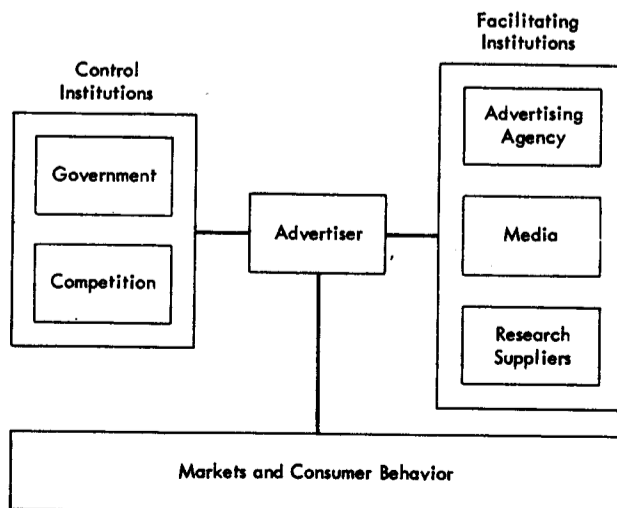 Facilitating
Institutions
Control
Institutions
Advertising
Agency
Government
Advertiser
Media
Competition
Research
Suppliers
Markets and Consumer Behavior